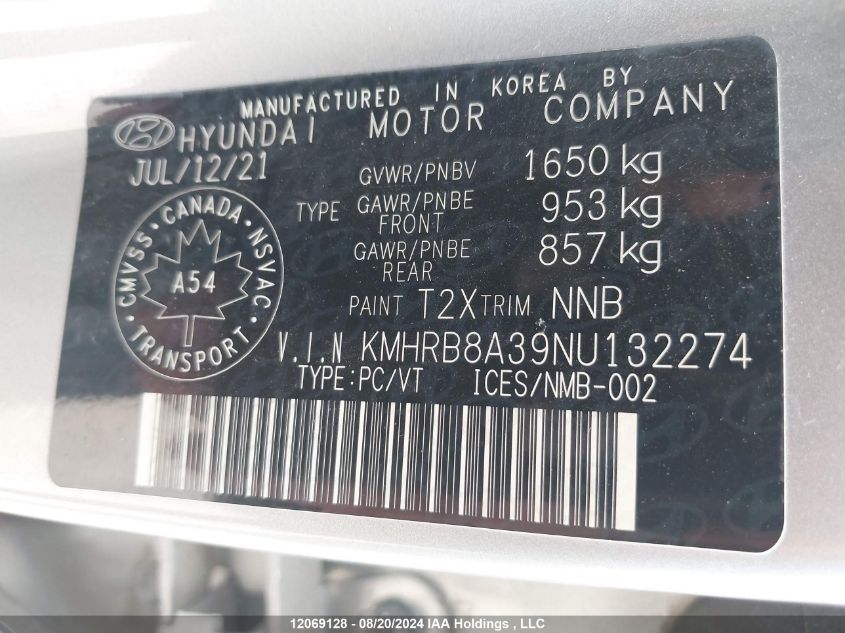 MANUFACTURED IN KOREA BY
HYUNDAI MOTOR COMPANY
JUL/12/21
GVWR/PNBV 1650 kg
TYPE GAWR/PNBE FRONT 953 kg
GAWR/PNBE REAR 857 kg
CMVSS · CANADA · NSVAC · TRANSPORT ·
A54
PAINT T2X TRIM NNB
V.I.N KMHRB8A39NU132274
TYPE:PC/VT ICES/NMB-002
12069128 - 08/20/2024 IAA Holdings , LLC